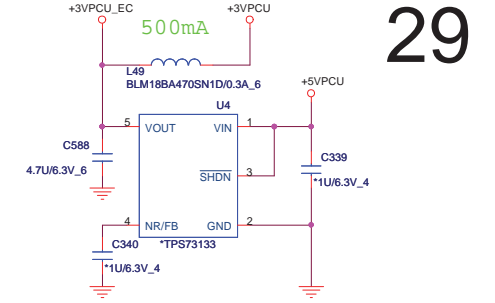 +3VPCU_EC
+3VPCU
29
500mA
L49
BLM18BA470SN1D/0.3A_6
+5VPCU
U4
5
VOUT
VIN
1
C588
4.7U/6.3V_6
C339
*1U/6.3V_4
SHDN
3
4
NR/FB
GND
2
C340
*TPS73133
*1U/6.3V_4